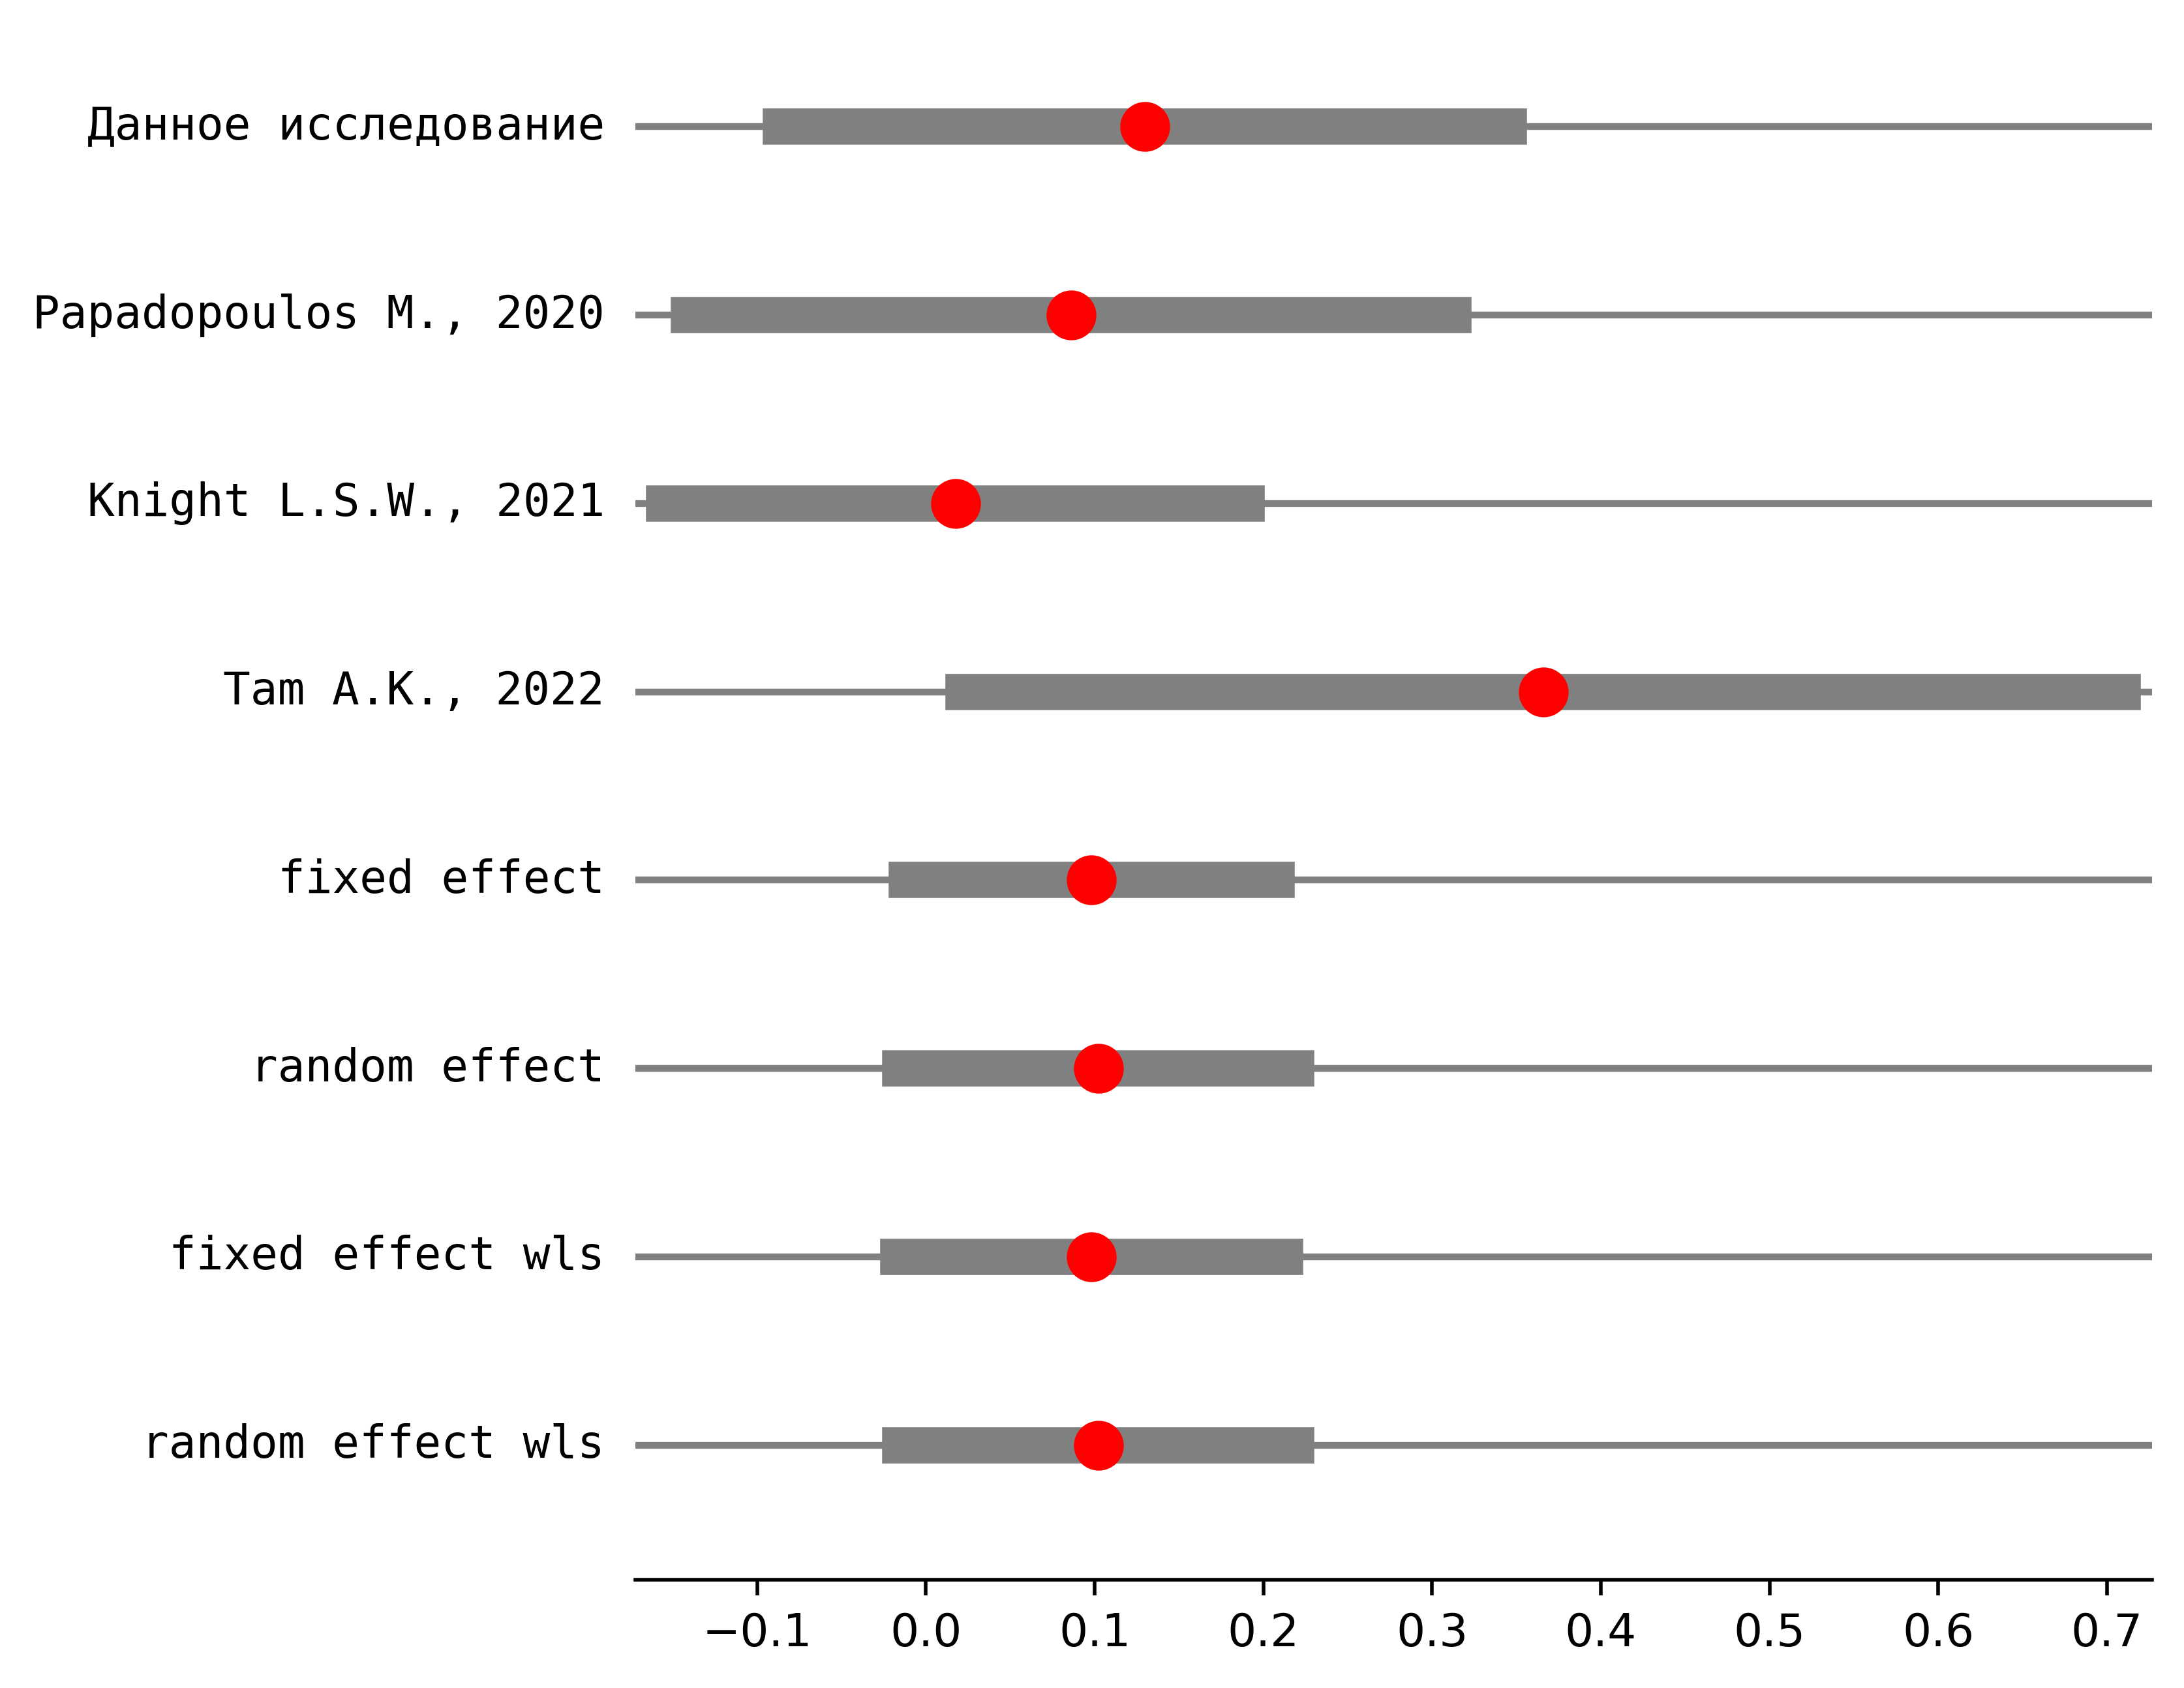 Данное исследование
Papadopoulos M., 2020
Knight L.S.W., 2021
Tam A.K., 2022
fixed effect
random effect
fixed effect wls
random effect wls
−0.1 0.0 0.1 0.2 0.3 0.4 0.5 0.6 0.7